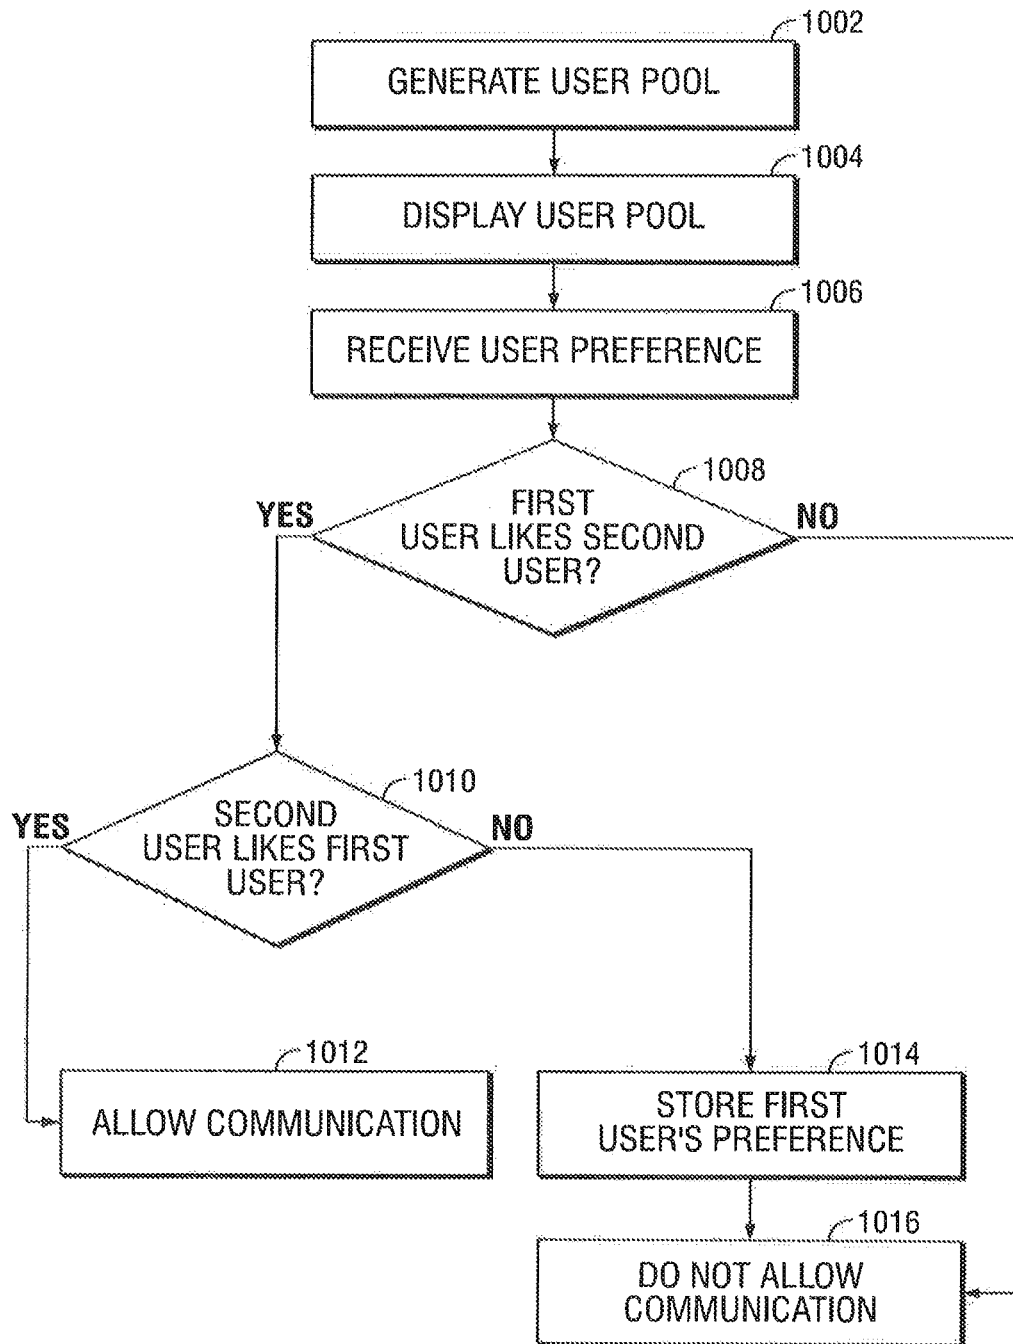 1002
GENERATE USER POOL
1004
DISPLAY USER POOL
1006
RECEIVE USER PREFERENCE
1008
FIRST
USER LIKES SECOND
USER?
YES
NO
1010
SECOND
USER LIKES FIRST
USER?
YES
NO
1012
ALLOW COMMUNICATION
1014
STORE FIRST
USER'S PREFERENCE
1016
DO NOT ALLOW
COMMUNICATION